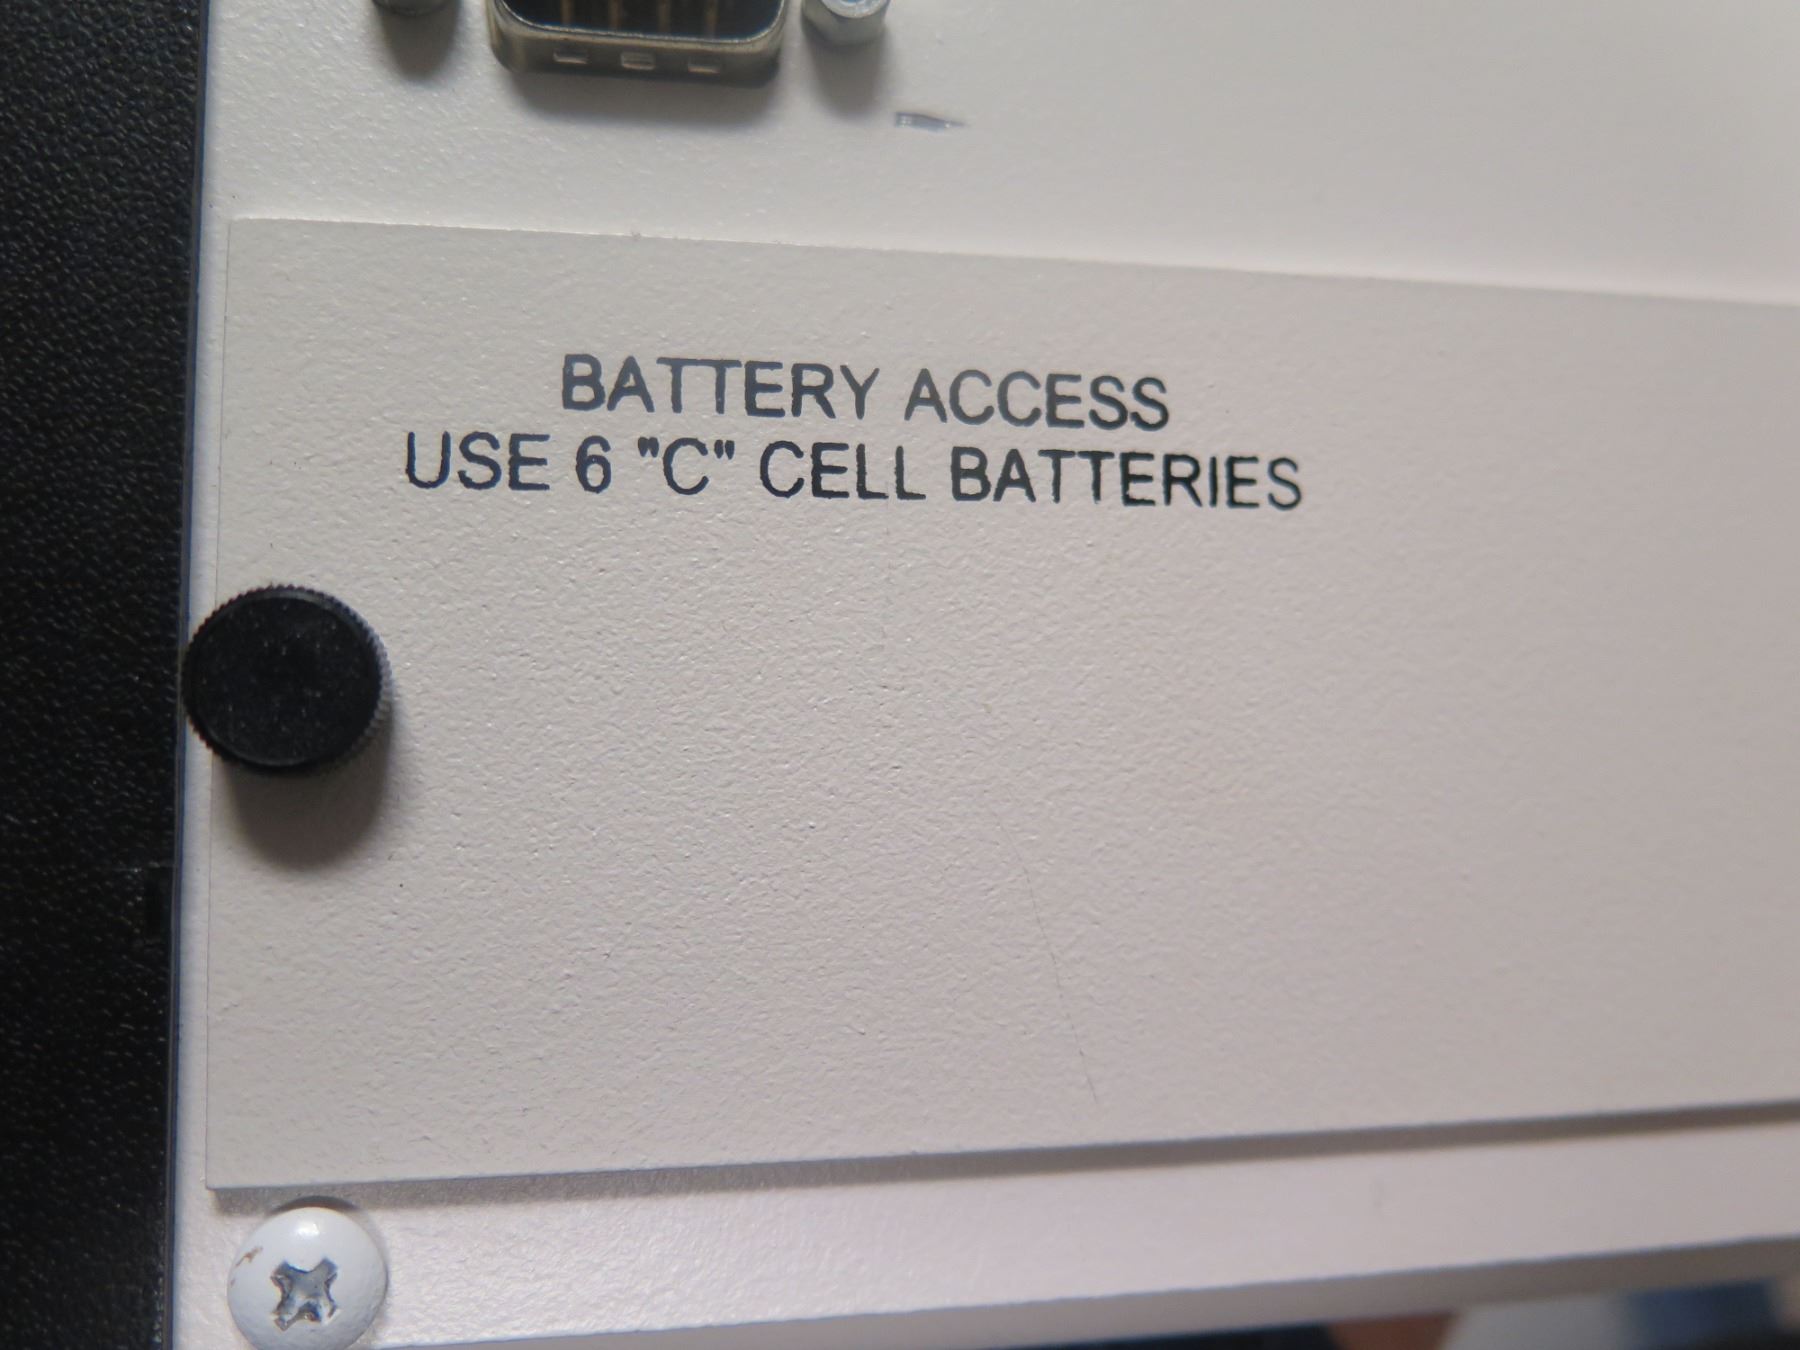 BATTERY ACCESS
USE 6 "C" CELL BATTERIES